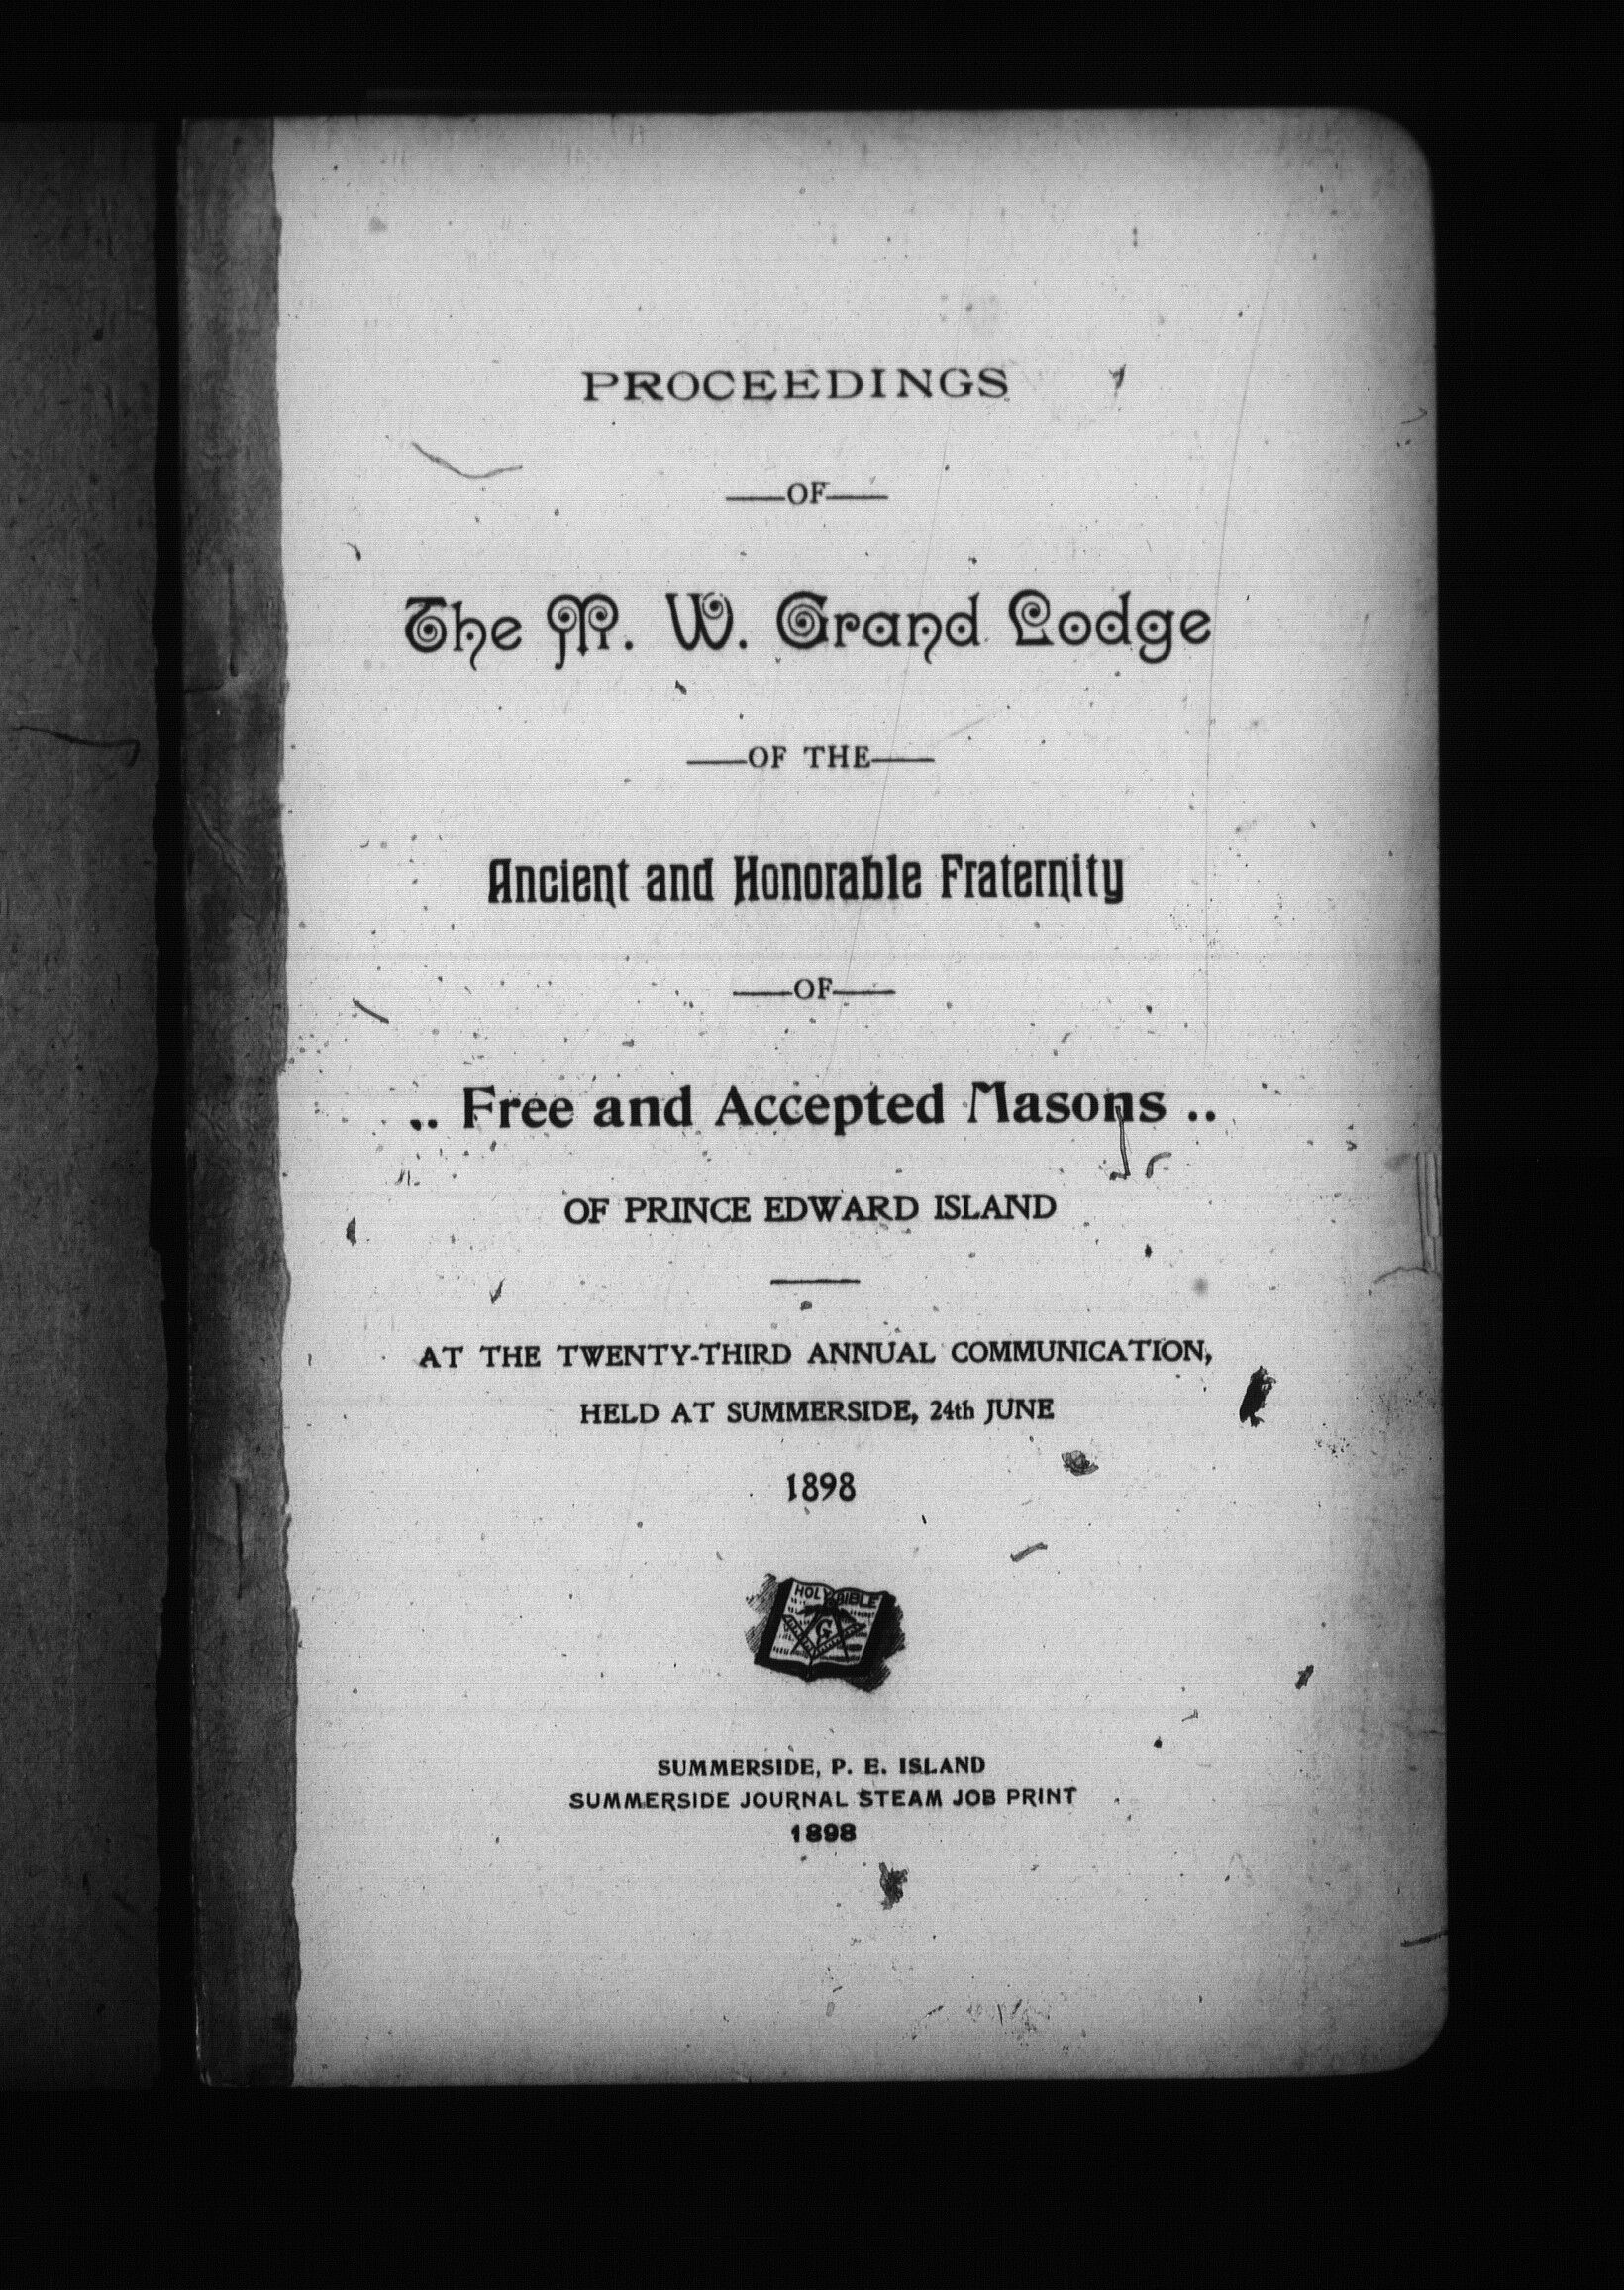 PROCEEDINGS
—OF—
The M. W. Grand Lodge
—OF THE—
Ancient and Honorable Fraternity
—OF—
.. Free and Accepted Masons ..
OF PRINCE EDWARD ISLAND
AT THE TWENTY-THIRD ANNUAL COMMUNICATION,
HELD AT SUMMERSIDE, 24th JUNE
1898
HOLY BIBLE
G
SUMMERSIDE, P. E. ISLAND
SUMMERSIDE JOURNAL STEAM JOB PRINT
1898